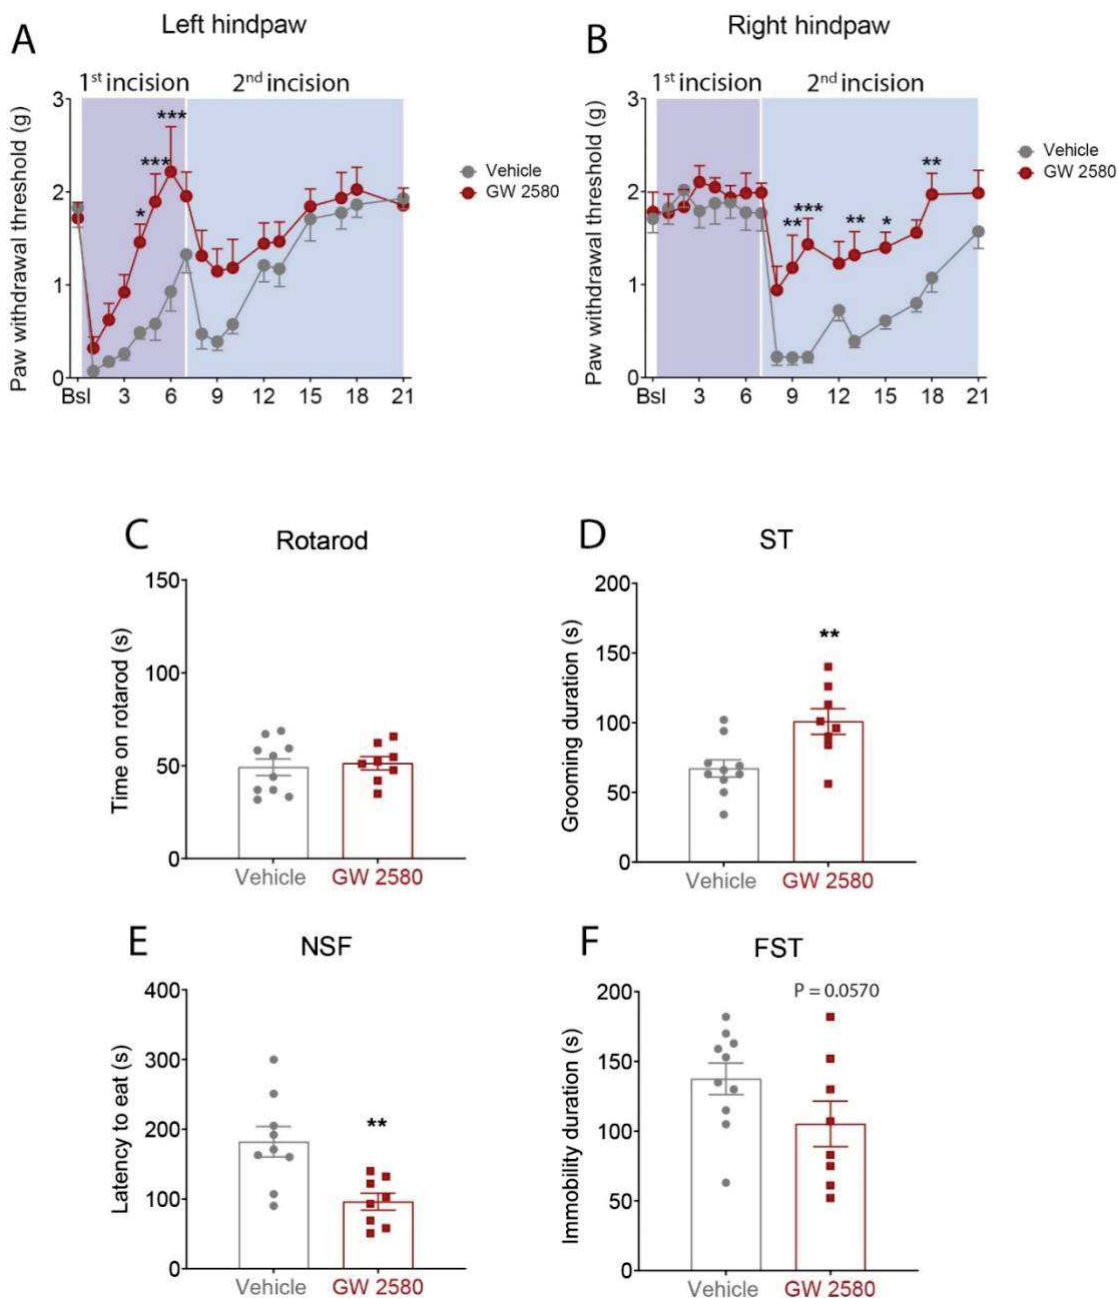 A
Left hindpaw
1st incision
2nd incision
Paw withdrawal threshold (g)
3
2
1
0
Bsl 3 6 9 12 15 18 21
*
***
***
Vehicle
GW 2580
B
Right hindpaw
1st incision
2nd incision
Paw withdrawal threshold (g)
3
2
1
0
Bsl 3 6 9 12 15 18 21
**
***
**
*
**
Vehicle
GW 2580
C
Rotarod
Time on rotarod (s)
150
100
50
0
Vehicle GW 2580
D
ST
Grooming duration (s)
200
150
100
50
0
**
Vehicle GW 2580
E
NSF
Latency to eat (s)
400
300
200
100
0
**
Vehicle GW 2580
F
FST
P = 0.0570
Immobility duration (s)
200
150
100
50
0
Vehicle GW 2580